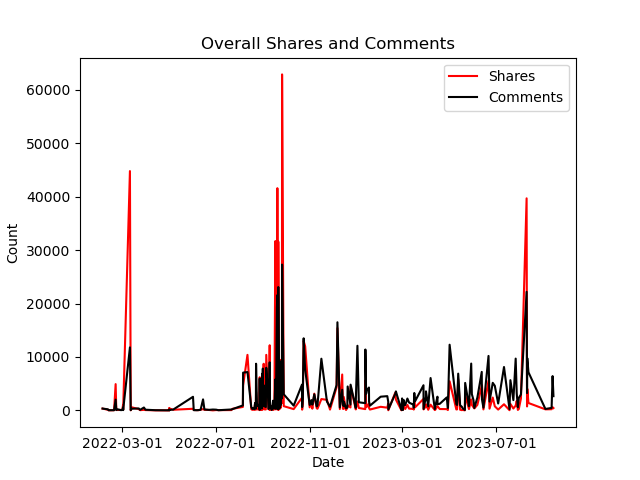 Overall Shares and Comments
Shares
Comments
60000
50000
40000
30000
20000
10000
0
Count
2022-03-01
2022-07-01
2022-11-01
2023-03-01
2023-07-01
Date